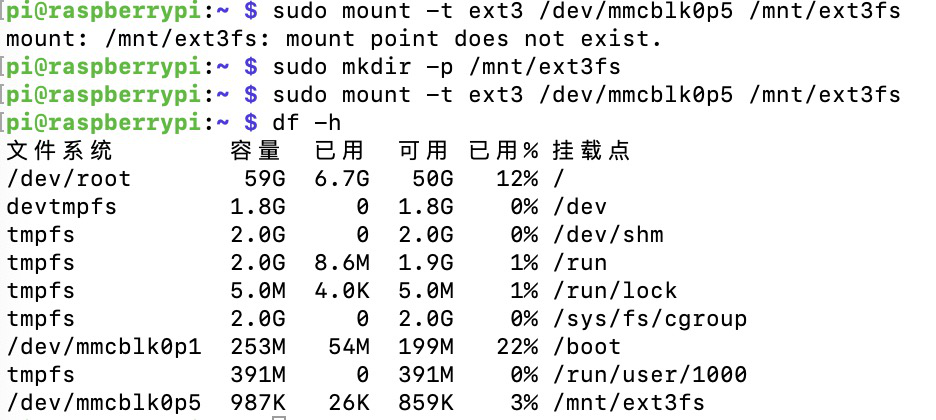 pi@raspberrypi:~ $ sudo mount -t ext3 /dev/mmcblk0p5 /mnt/ext3fs
mount: /mnt/ext3fs: mount point does not exist.
[pi@raspberrypi:~ $ sudo mkdir -p /mnt/ext3fs
[pi@raspberrypi:~ $ sudo mount -t ext3 /dev/mmcblk0p5 /mnt/ext3fs
[pi@raspberrypi:~ $ df -h
文件系统 容量 已用 可用 已用% 挂载点
/dev/root 59G 6.7G 50G 12% /
devtmpfs 1.8G 0 1.8G 0% /dev
tmpfs 2.0G 0 2.0G 0% /dev/shm
tmpfs 2.0G 8.6M 1.9G 1% /run
tmpfs 5.0M 4.0K 5.0M 1% /run/lock
tmpfs 2.0G 0 2.0G 0% /sys/fs/cgroup
/dev/mmcblk0p1 253M 54M 199M 22% /boot
tmpfs 391M 0 391M 0% /run/user/1000
/dev/mmcblk0p5 987K 26K 859K 3% /mnt/ext3fs